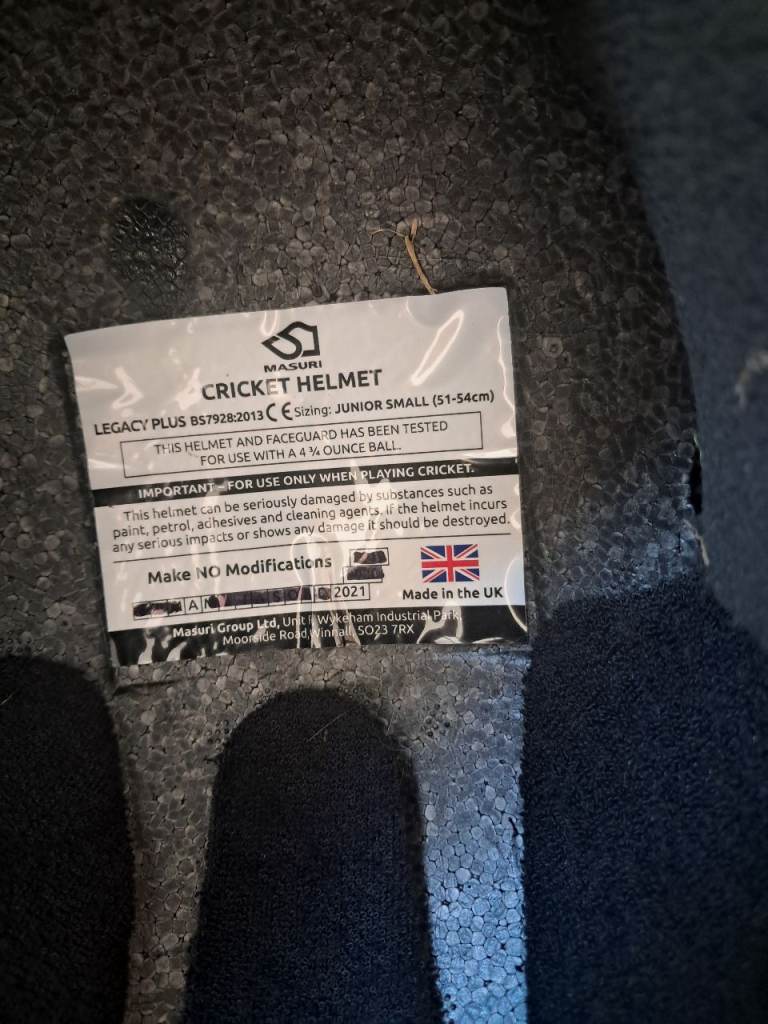 MASURI
CRICKET HELMET
LEGACY PLUS BS7928:2013 CE Sizing: JUNIOR SMALL (51-54cm)
THIS HELMET AND FACEGUARD HAS BEEN TESTED
FOR USE WITH A 4 ¾ OUNCE BALL.
IMPORTANT – FOR USE ONLY WHEN PLAYING CRICKET.
This helmet can be seriously damaged by substances such as
paint, petrol, adhesives and cleaning agents. If the helmet incurs
any serious impacts or shows any damage it should be destroyed.
Make NO Modifications
J F M A M J J A S O N D 2021
Made in the UK
Masuri Group Ltd, Unit I, Wykeham Industrial Park,
Moorside Road, Winnall, SO23 7RX